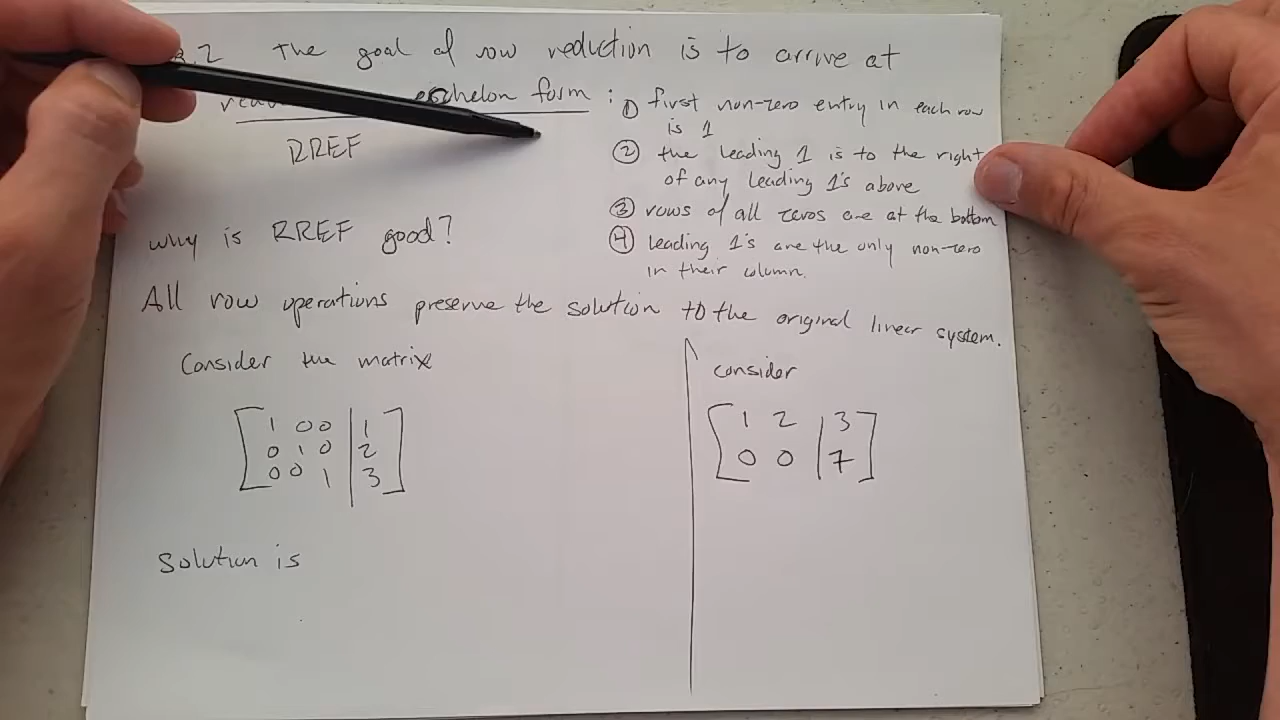 .2 The goal of row reduction is to arrive at
echelon form :
RREF
① first non-zero entry in each row
is 1
② the leading 1 is to the right
of any leading 1's above
③ rows of all zeros are at the bottom
④ leading 1's are the only non-zero
in their column.
Why is RREF good?
All row operations preserve the solution to the original linear system.
Consider the matrix
1 0 0 | 1
0 1 0 | 2
0 0 1 | 3
Solution is
consider
1 2 | 3
0 0 | 7